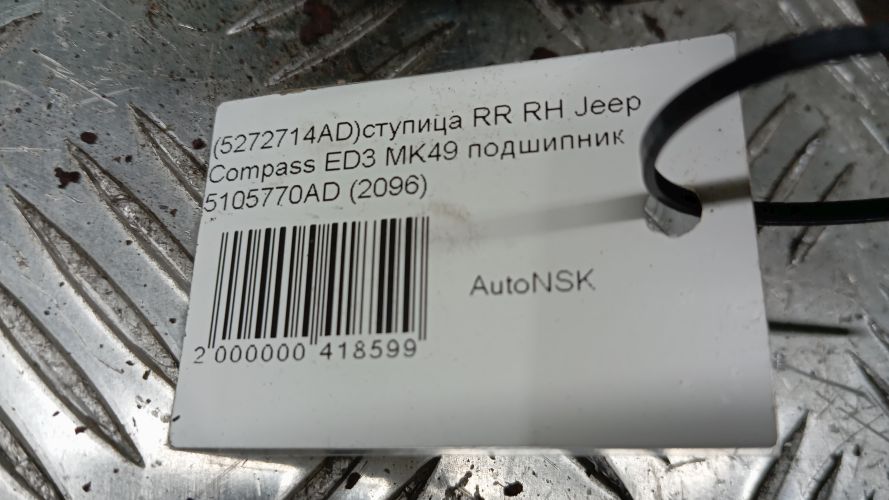 (5272714AD)ступица RR RH Jeep
Compass ED3 MK49 подшипник
5105770AD (2096)
AutoNSK
2 000000 418599